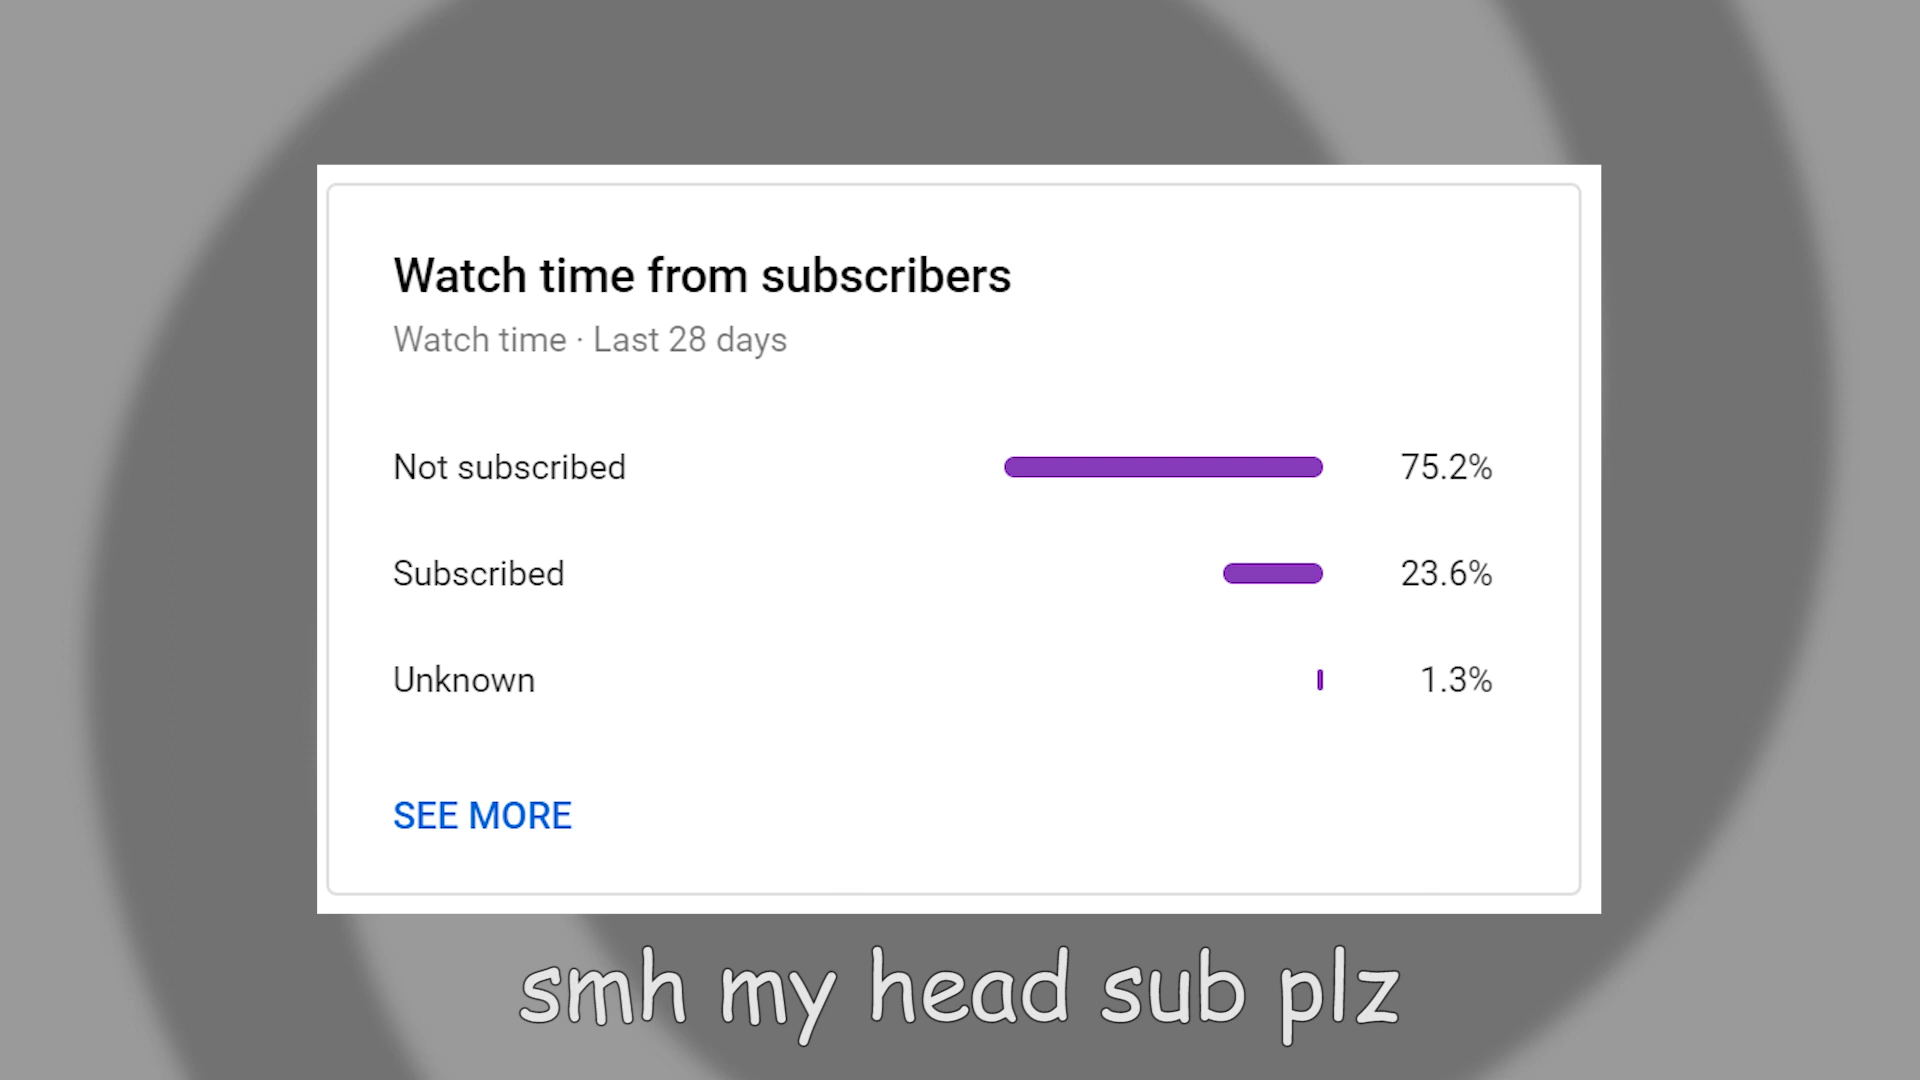 Watch time from subscribers
Watch time · Last 28 days
Not subscribed 75.2%
Subscribed 23.6%
Unknown 1.3%
SEE MORE
smh my head sub plz